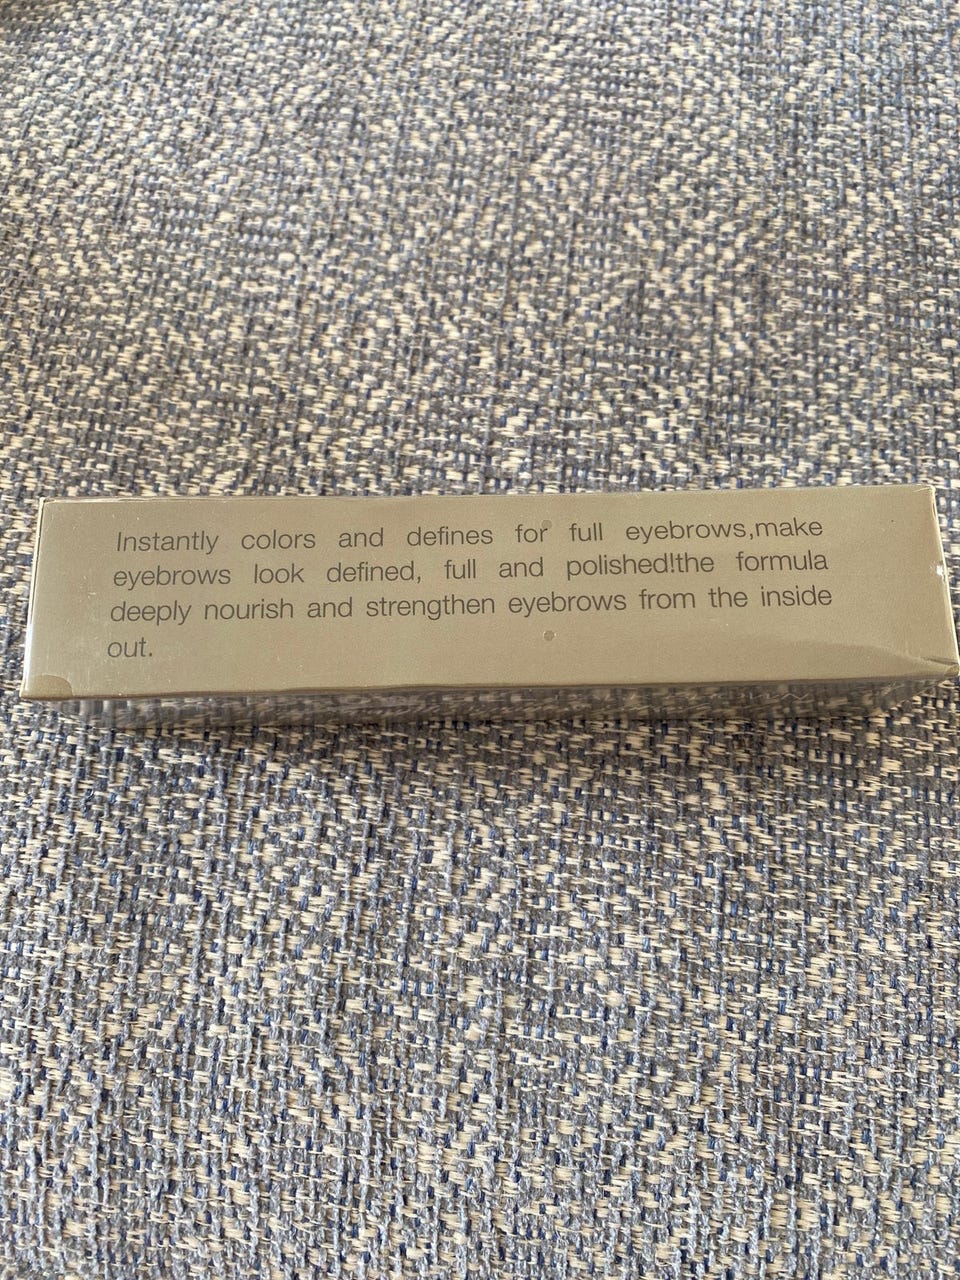 Instantly colors and defines for full eyebrows,make
eyebrows look defined, full and polished!the formula
deeply nourish and strengthen eyebrows from the inside
out.